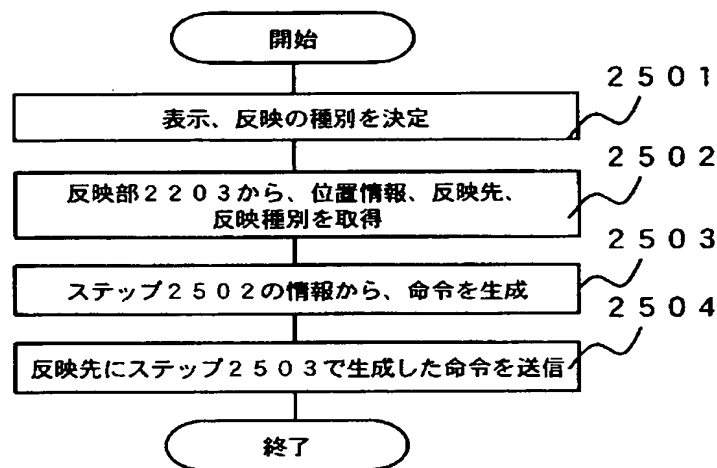 開始
2501
表示、反映の種別を決定
2502
反映部2203から、位置情報、反映先、
反映種別を取得
2503
ステップ2502の情報から、命令を生成
2504
反映先にステップ2503で生成した命令を送信
終了